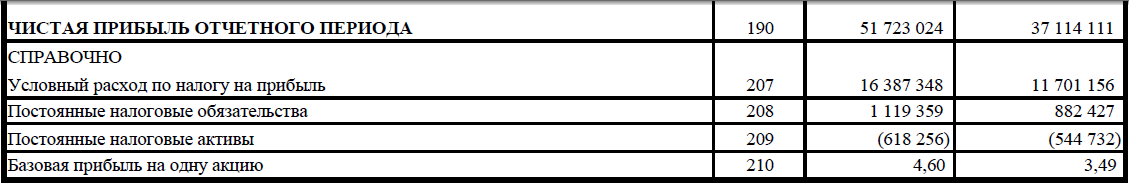 ЧИСТАЯ ПРИБЫЛЬ ОТЧЕТНОГО ПЕРИОДА 190 51 723 024 37 114 111
СПРАВОЧНО
Условный расход по налогу на прибыль 207 16 387 348 11 701 156
Постоянные налоговые обязательства 208 1 119 359 882 427
Постоянные налоговые активы 209 (618 256) (544 732)
Базовая прибыль на одну акцию 210 4,60 3,49